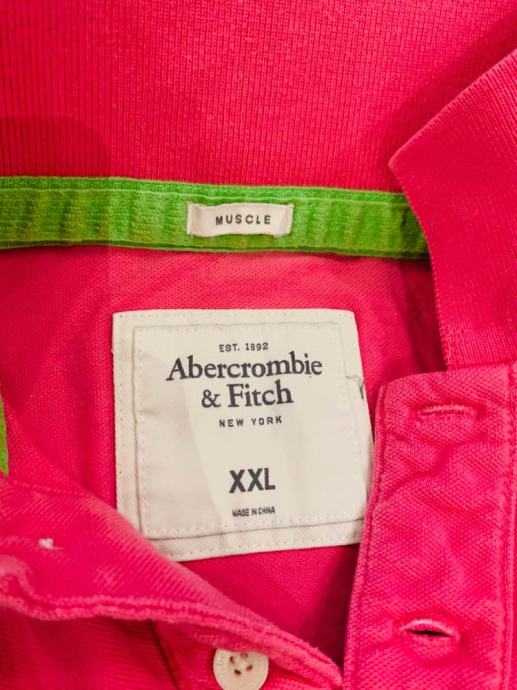 MUSCLE
EST. 1892
Abercrombie
& Fitch
NEW YORK
XXL
MADE IN CHINA